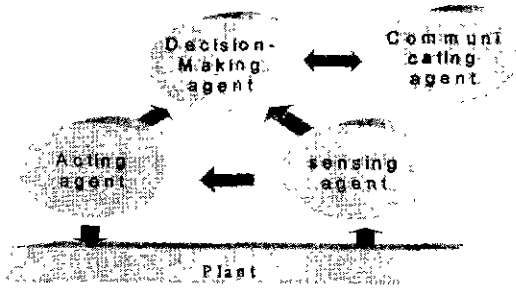 Decision-
Making
agent
Communi
cating
agent
Acting
agent
sensing
agent
Plant